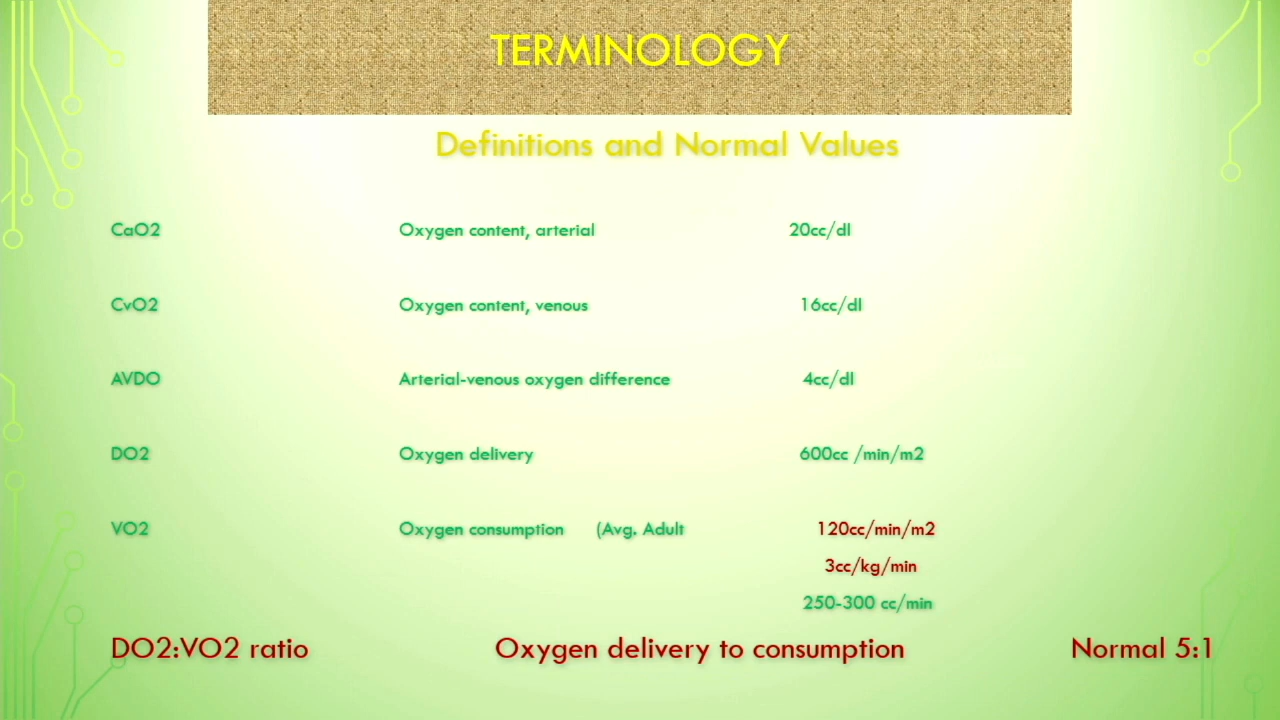 TERMINOLOGY
Definitions and Normal Values
CaO2 Oxygen content, arterial 20cc/dl
CvO2 Oxygen content, venous 16cc/dl
AVDO Arterial-venous oxygen difference 4cc/dl
DO2 Oxygen delivery 600cc /min/m2
VO2 Oxygen consumption (Avg. Adult 120cc/min/m2
3cc/kg/min
250-300 cc/min
DO2:VO2 ratio Oxygen delivery to consumption Normal 5:1